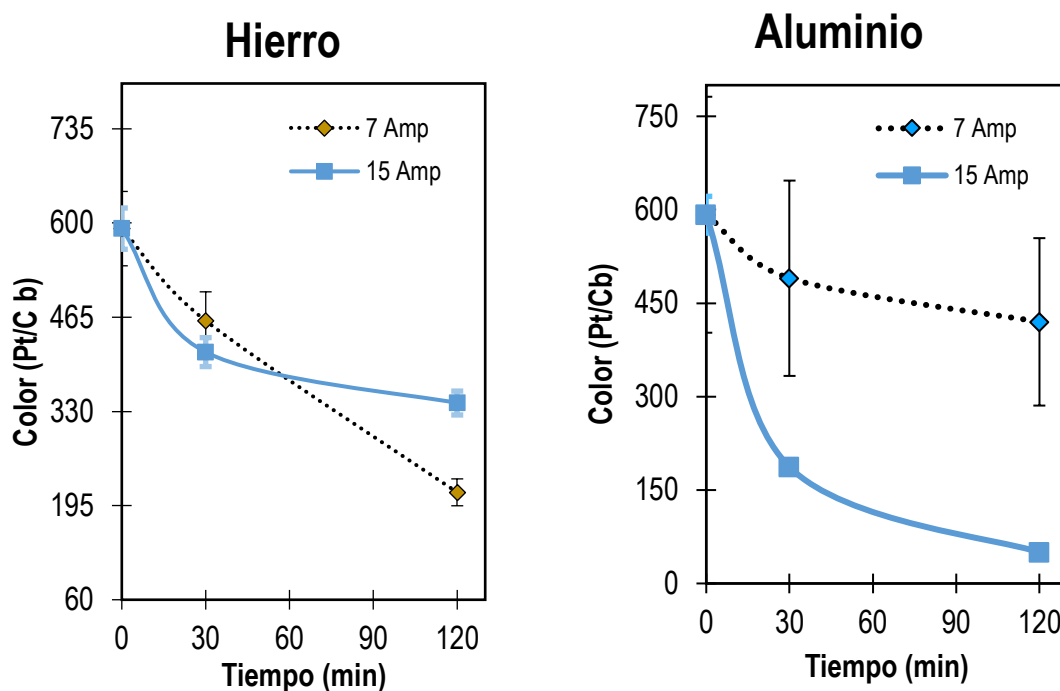 Hierro
7 Amp
15 Amp
735
600
465
330
195
60
Color (Pt/C b)
0 30 60 90 120
Tiempo (min)
Aluminio
7 Amp
15 Amp
750
600
450
300
150
0
Color (Pt/Cb)
0 30 60 90 120
Tiempo (min)